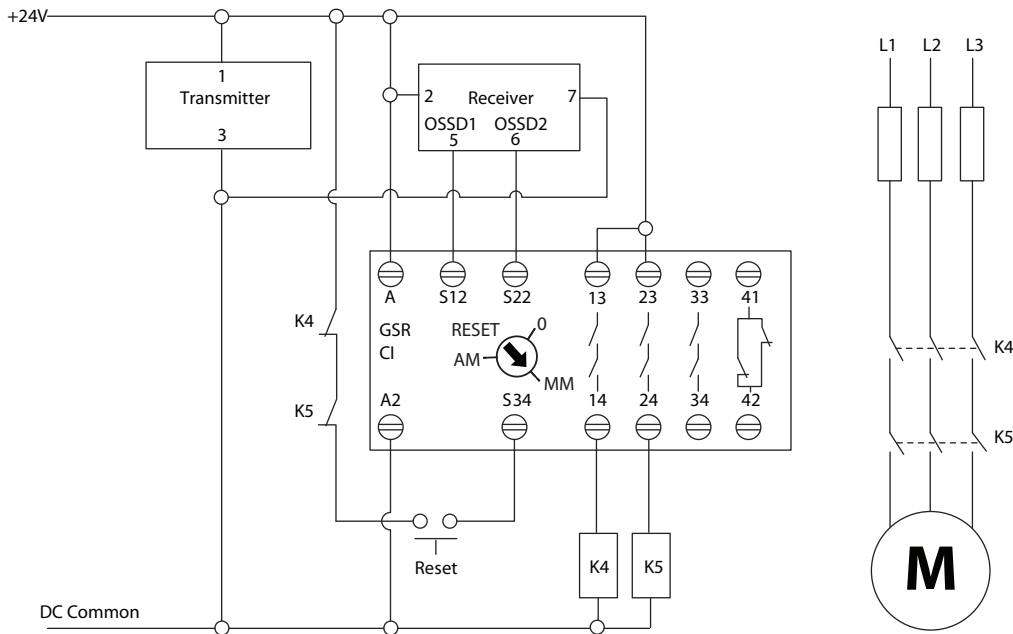 +24V
L1 L2 L3
1
Transmitter
3
2 Receiver 7
OSSD1 OSSD2
5 6
A S12 S22 13 23 33 41
K4
GSR
CI
RESET 0
AM
MM
K4
K5
A2 S34 14 24 34 42
K5
Reset
K4 K5
M
DC Common